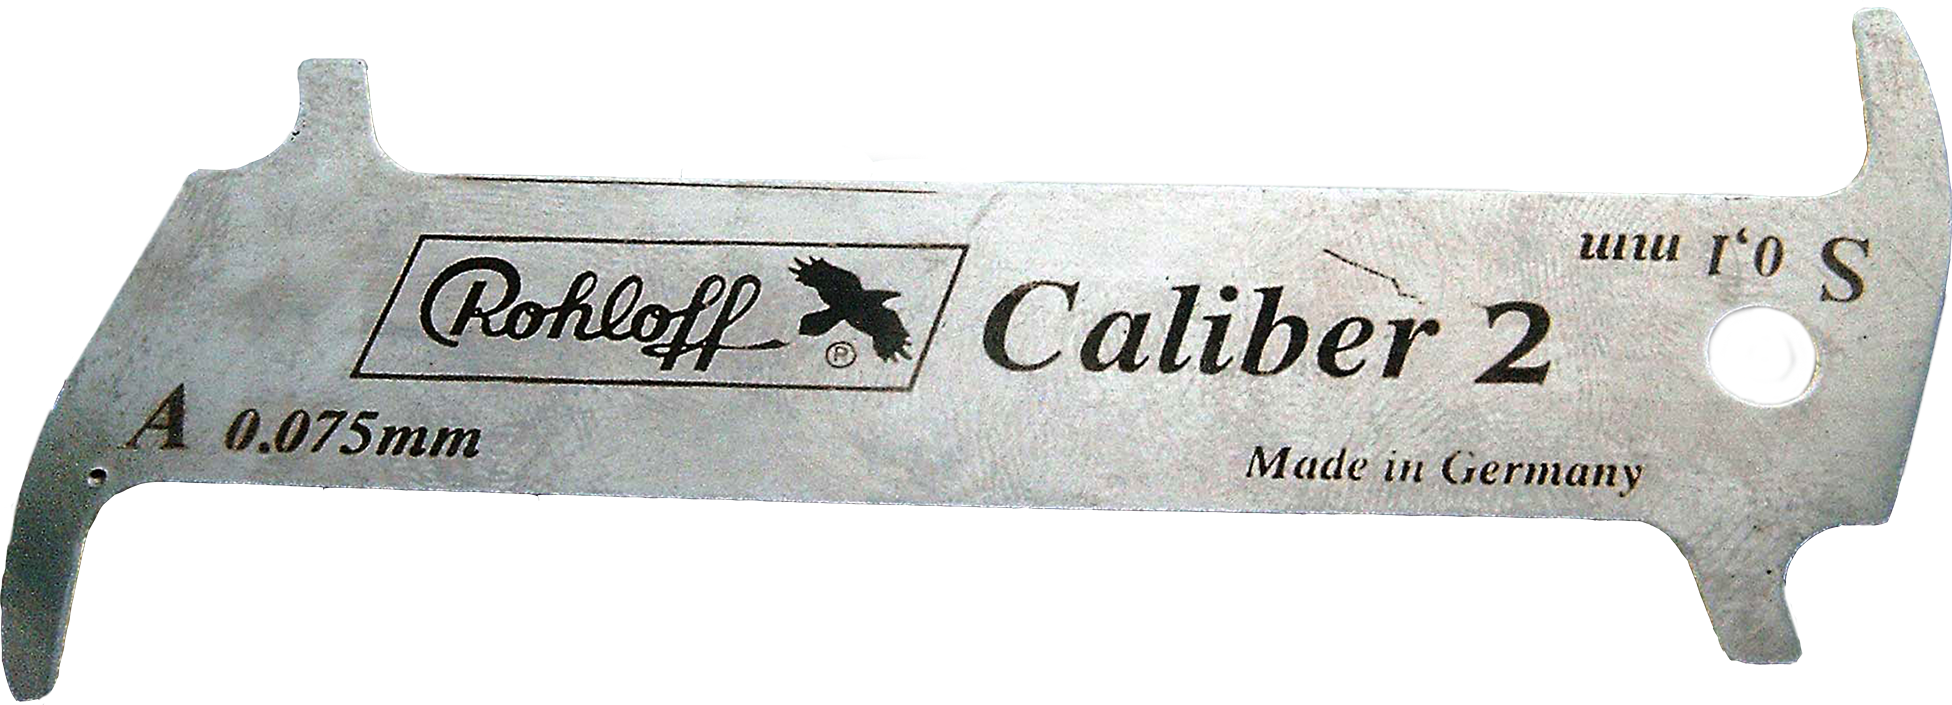 S 0,1 mm
Rohloff ®
Caliber 2
A 0.075mm
Made in Germany